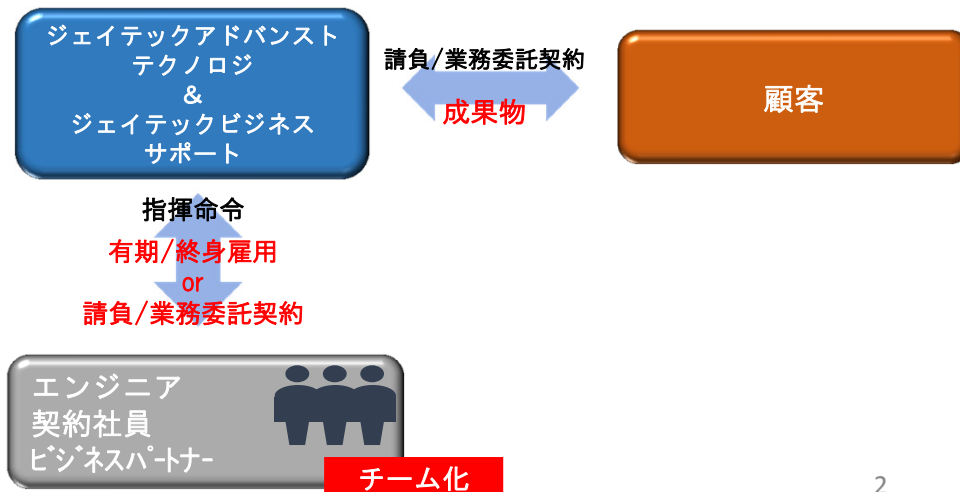 ジェイテックアドバンスト
テクノロジ
&
ジェイテックビジネス
サポート
請負/業務委託契約
成果物
顧客
指揮命令
有期/終身雇用
or
請負/業務委託契約
エンジニア
契約社員
ﾋﾞｼﾞﾈｽﾊﾟｰﾄﾅｰ
チーム化
2